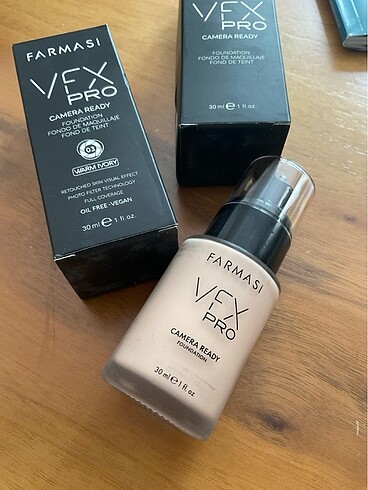 FARMASI
VFX
PRO
CAMERA READY
FOUNDATION
FONDO DE MAQUILLAJE
FOND DE TEINT
03
WARM IVORY
RETOUCHED SKIN VISUAL EFFECT
PHOTO FILTER TECHNOLOGY
FULL COVERAGE
OIL FREE • VEGAN
30 ml e 1 fl. oz.
VFX
PRO
CAMERA READY
FOUNDATION
FONDO DE MAQUILLAJE
FOND DE TEINT
30 ml e 1 fl. oz.
FARMASI
VFX
PRO
CAMERA READY
FOUNDATION
30 ml e 1 fl. oz.